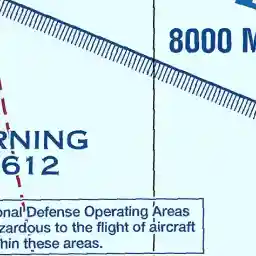 8000 M
RNING
612
onal Defense Operating Areas
zardous to the flight of aircraft
hin these areas.